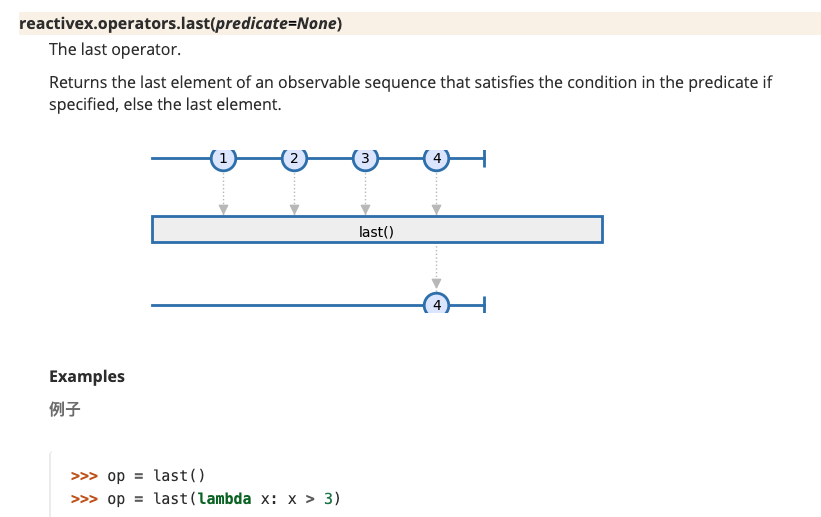 reactivex.operators.last(predicate=None)
The last operator.
Returns the last element of an observable sequence that satisfies the condition in the predicate if
specified, else the last element.
1 2 3 4
last()
4
Examples
例子
>>> op = last()
>>> op = last(lambda x: x > 3)